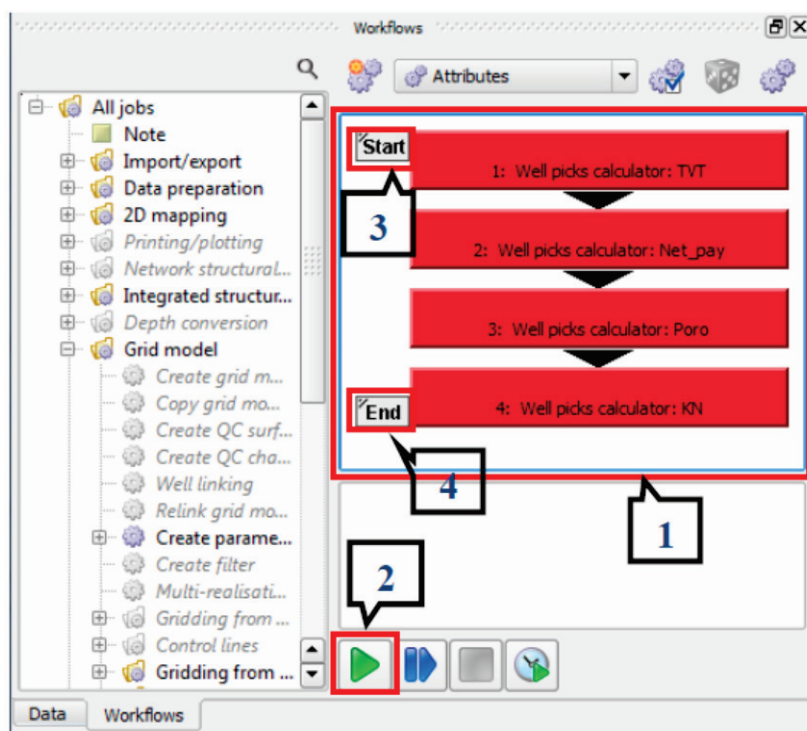 Workflows
Attributes
All jobs
Note
Import/export
Data preparation
2D mapping
Printing/plotting
Network structural...
Integrated structur...
Depth conversion
Grid model
Create grid m...
Copy grid mo...
Create QC surf...
Create QC cha...
Well linking
Relink grid mo...
Create parame...
Create filter
Multi-realisati...
Gridding from ...
Control lines
Gridding from ...
Start
1: Well picks calculator: TVT
3
2: Well picks calculator: Net_pay
3: Well picks calculator: Poro
End
4: Well picks calculator: KN
4
1
2
Data
Workflows